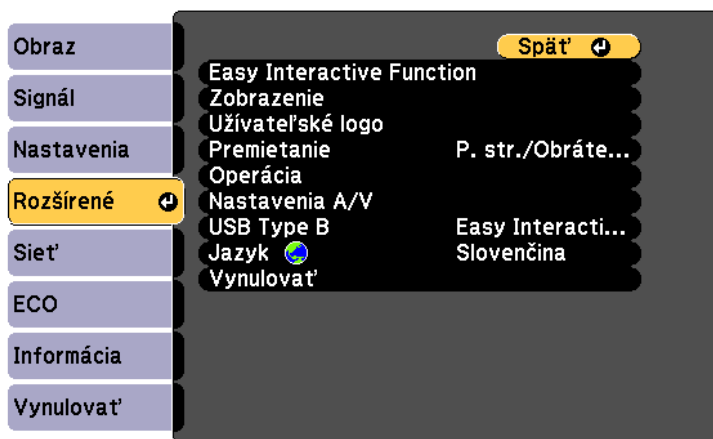 Obraz
Signál
Nastavenia
Rozšírené
Sieť
ECO
Informácia
Vynulovať
Späť
Easy Interactive Function
Zobrazenie
Užívateľské logo
Premietanie P. str./Obráte...
Operácia
Nastavenia A/V
USB Type B Easy Interacti...
Jazyk Slovenčina
Vynulovať